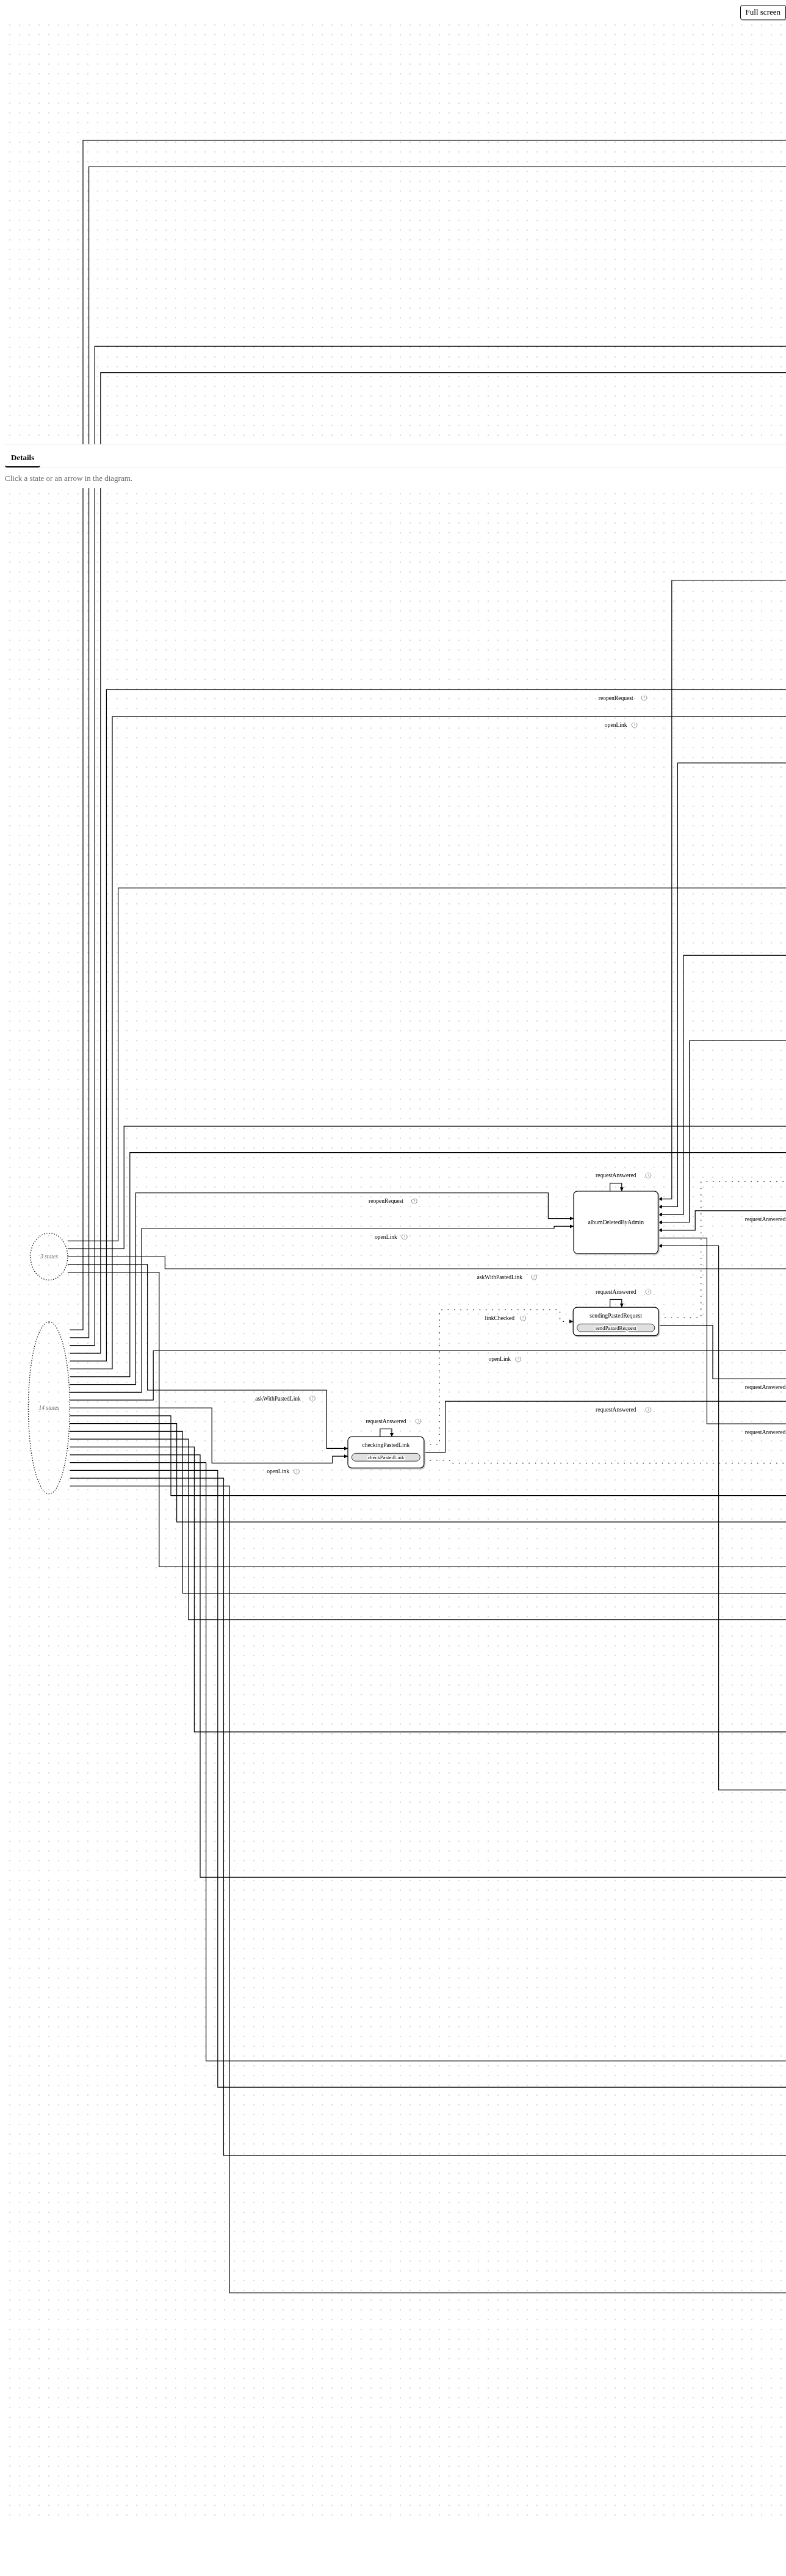 Full screen
Details
Click a state or an arrow in the diagram.
reopenRequest
openLink
requestAnswered
reopenRequest
albumDeletedByAdmin
requestAnswered
openLink
3 states
askWithPastedLink
requestAnswered
linkChecked
sendingPastedRequest
sendPastedRequest
openLink
requestAnswered
askWithPastedLink
14 states
requestAnswered
requestAnswered
requestAnswered
checkingPastedLink
checkPastedLink
openLink